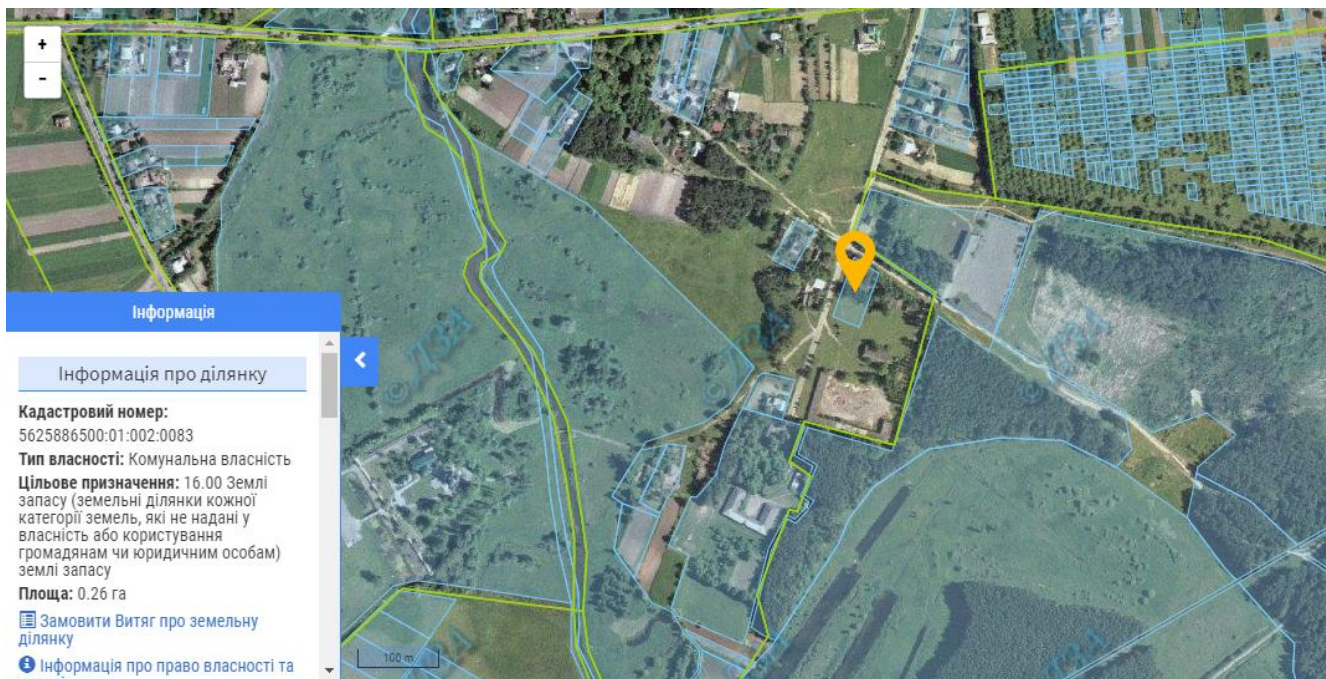 +
-
Інформація
Інформація про ділянку
Кадастровий номер:
5625886500:01:002:0083
Тип власності: Комунальна власність
Цільове призначення: 16.00 Землі
запасу (земельні ділянки кожної
категорії земель, які не надані у
власність або користування
громадянам чи юридичним особам)
землі запасу
Площа: 0.26 га
Замовити Витяг про земельну
ділянку
Інформація про право власності та
100 m
© ДЗА